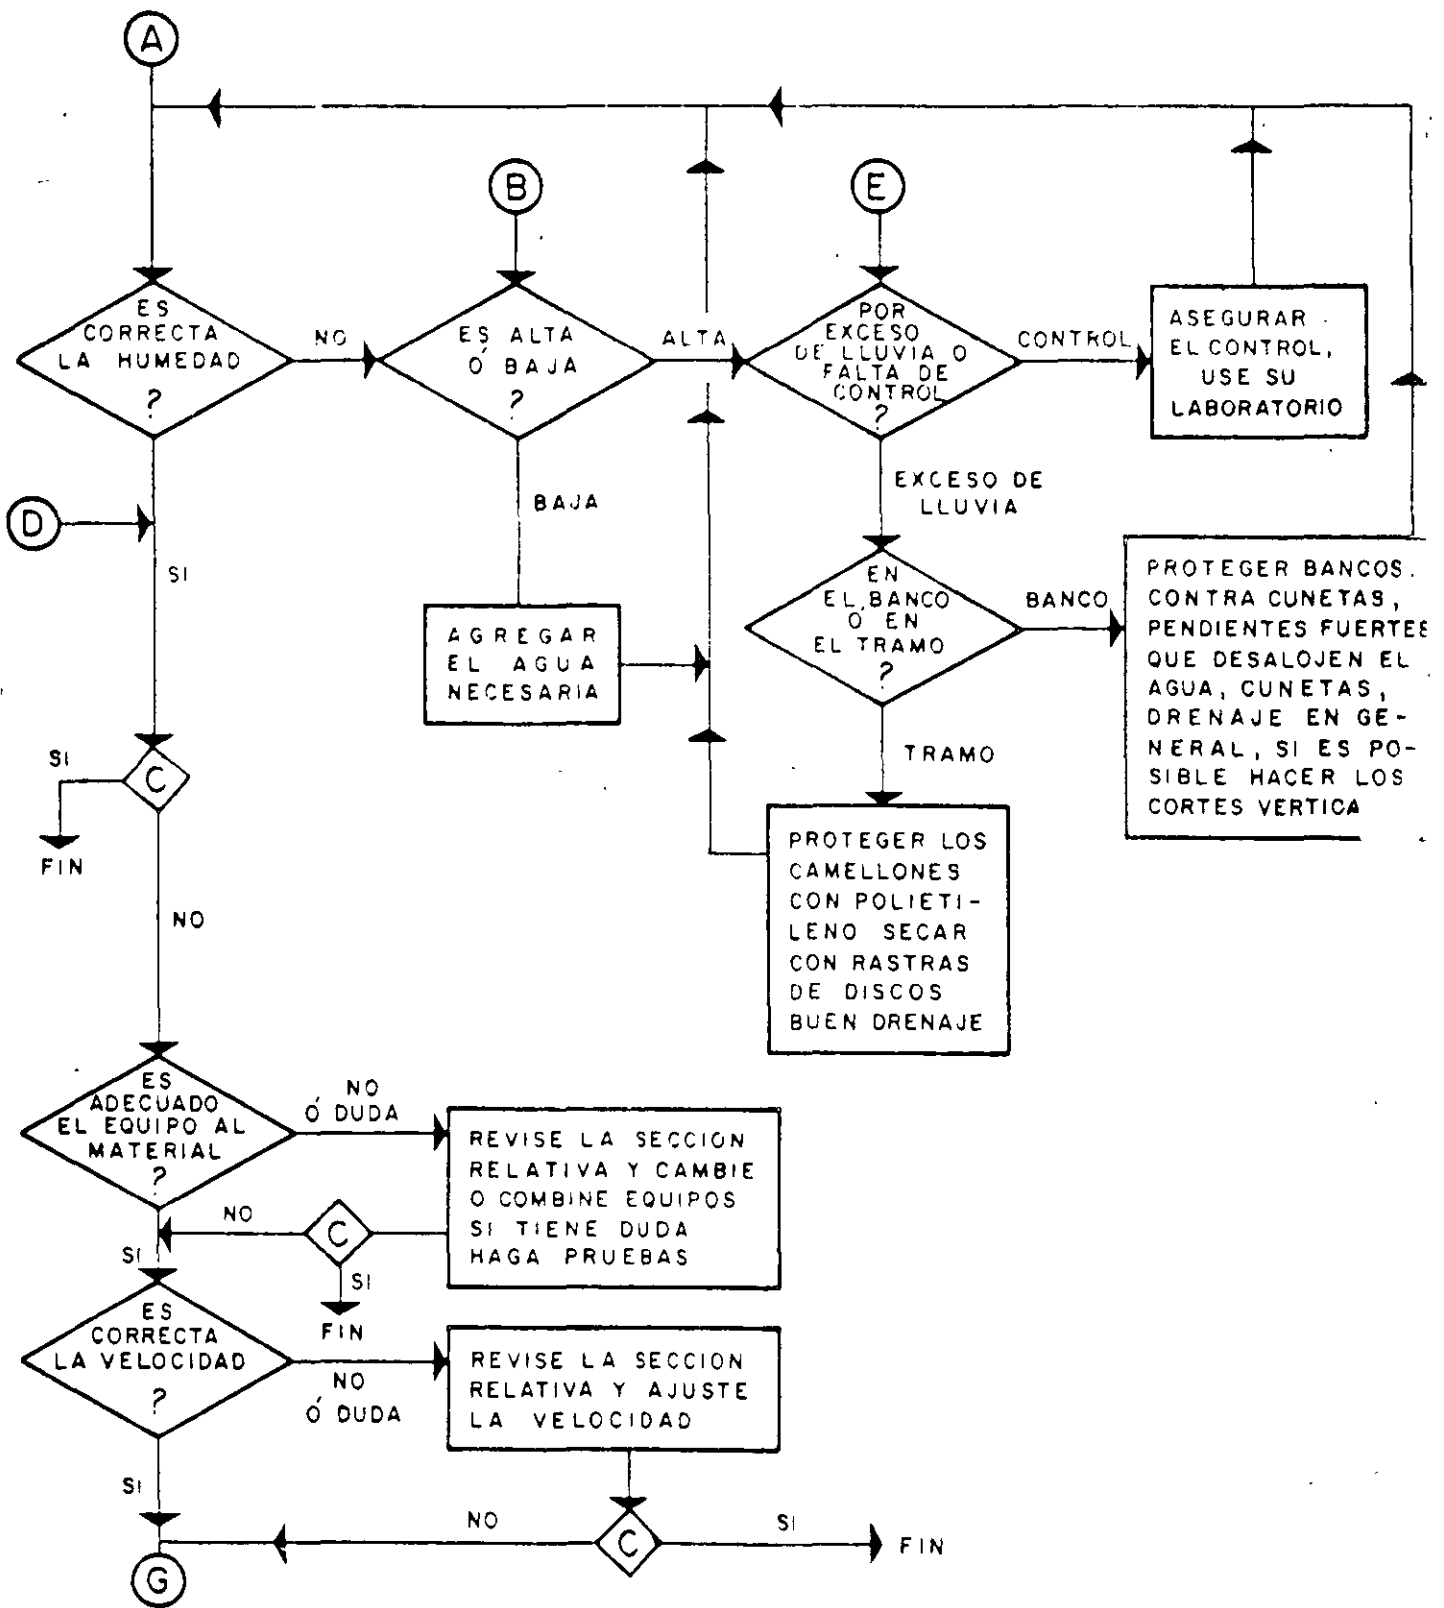 A
B
E
ES
CORRECTA
LA HUMEDAD
?
NO
ES ALTA
Ó BAJA
?
ALTA
POR
EXCESO
DE LLUVIA O
FALTA DE
CONTROL
?
CONTROL
ASEGURAR
EL CONTROL,
USE SU
LABORATORIO
D
SI
BAJA
EXCESO DE
LLUVIA
AGREGAR
EL AGUA
NECESARIA
EN
EL BANCO
Ó EN
EL TRAMO
?
BANCO
PROTEGER BANCOS.
CONTRA CUNETAS,
PENDIENTES FUERTES
QUE DESALOJEN EL
AGUA, CUNETAS,
DRENAJE EN GE-
NERAL, SI ES PO-
SIBLE HACER LOS
CORTES VERTICA
TRAMO
SI
C
FIN
NO
PROTEGER LOS
CAMELLONES
CON POLIETI-
LENO SECAR
CON RASTRAS
DE DISCOS
BUEN DRENAJE
ES
ADECUADO
EL EQUIPO AL
MATERIAL
?
NO
Ó DUDA
REVISE LA SECCION
RELATIVA Y CAMBIE
O COMBINE EQUIPOS
SI TIENE DUDA
HAGA PRUEBAS
NO
C
SI
SI
FIN
ES
CORRECTA
LA VELOCIDAD
?
NO
Ó DUDA
REVISE LA SECCION
RELATIVA Y AJUSTE
LA VELOCIDAD
SI
NO
C
SI
FIN
G